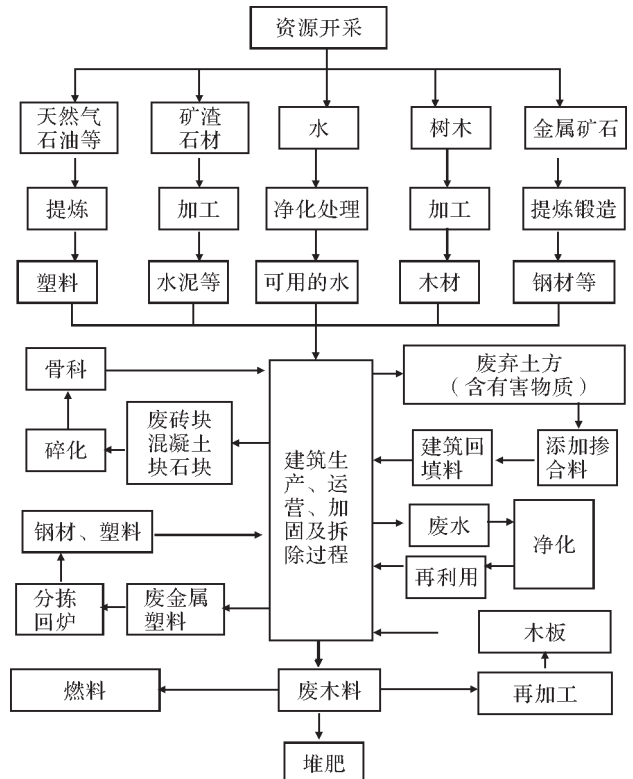 资源开采
天然气
石油等
矿渣
石材
水
树木
金属矿石
提炼
加工
净化处理
加工
提炼锻造
塑料
水泥等
可用的水
木材
钢材等
骨科
废弃土方
（含有害物质）
碎化
废砖块
混凝土
块石块
建筑生
产、运
营、加
固及拆
除过程
建筑回
填料
添加掺
合料
钢材、塑料
废水
净化
再利用
分拣
回炉
废金属
塑料
木板
燃料
废木料
再加工
堆肥